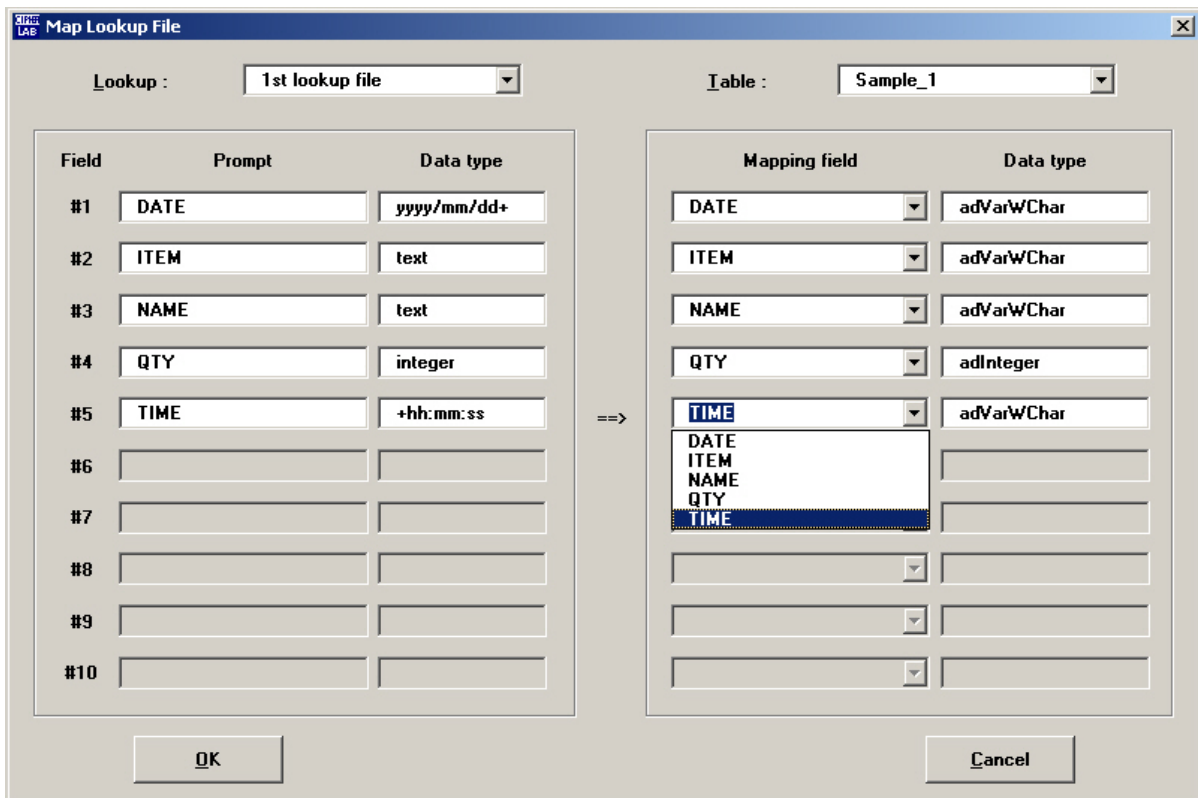 CIPHER LAB Map Lookup File
Lookup : 1st lookup file Table : Sample_1
Field Prompt Data type Mapping field Data type
#1 DATE yyyy/mm/dd+ DATE adVarWChar
#2 ITEM text ITEM adVarWChar
#3 NAME text NAME adVarWChar
#4 QTY integer QTY adInteger
#5 TIME +hh:mm:ss ==> TIME adVarWChar
DATE
#6 ITEM
NAME
QTY
#7 TIME
#8
#9
#10
OK Cancel